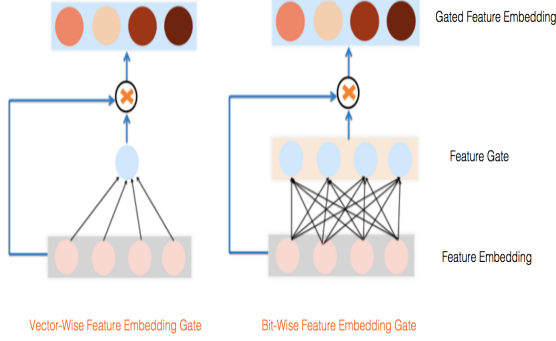 Gated Feature Embedding
Feature Gate
Feature Embedding
Vector-Wise Feature Embedding Gate
Bit-Wise Feature Embedding Gate